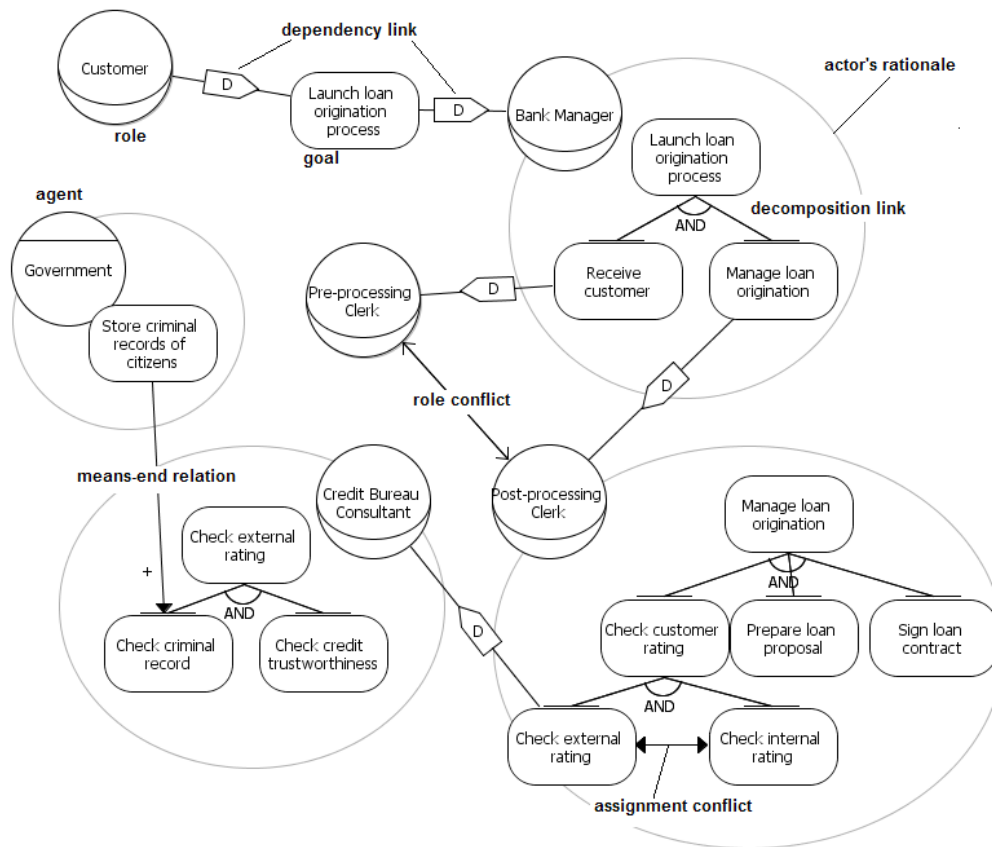 dependency link
Customer
D
Launch loan
origination
process
D
Bank Manager
actor's rationale
role
goal
Launch loan
origination
process
agent
AND
decomposition link
Government
Pre-processing
Clerk
D
Receive
customer
Manage loan
origination
Store criminal
records of
citizens
D
role conflict
means-end relation
Credit Bureau
Consultant
Post-processing
Clerk
Manage loan
origination
Check external
rating
+
AND
AND
Check criminal
record
Check credit
trustworthiness
D
Check customer
rating
Prepare loan
proposal
Sign loan
contract
AND
Check external
rating
Check internal
rating
assignment conflict